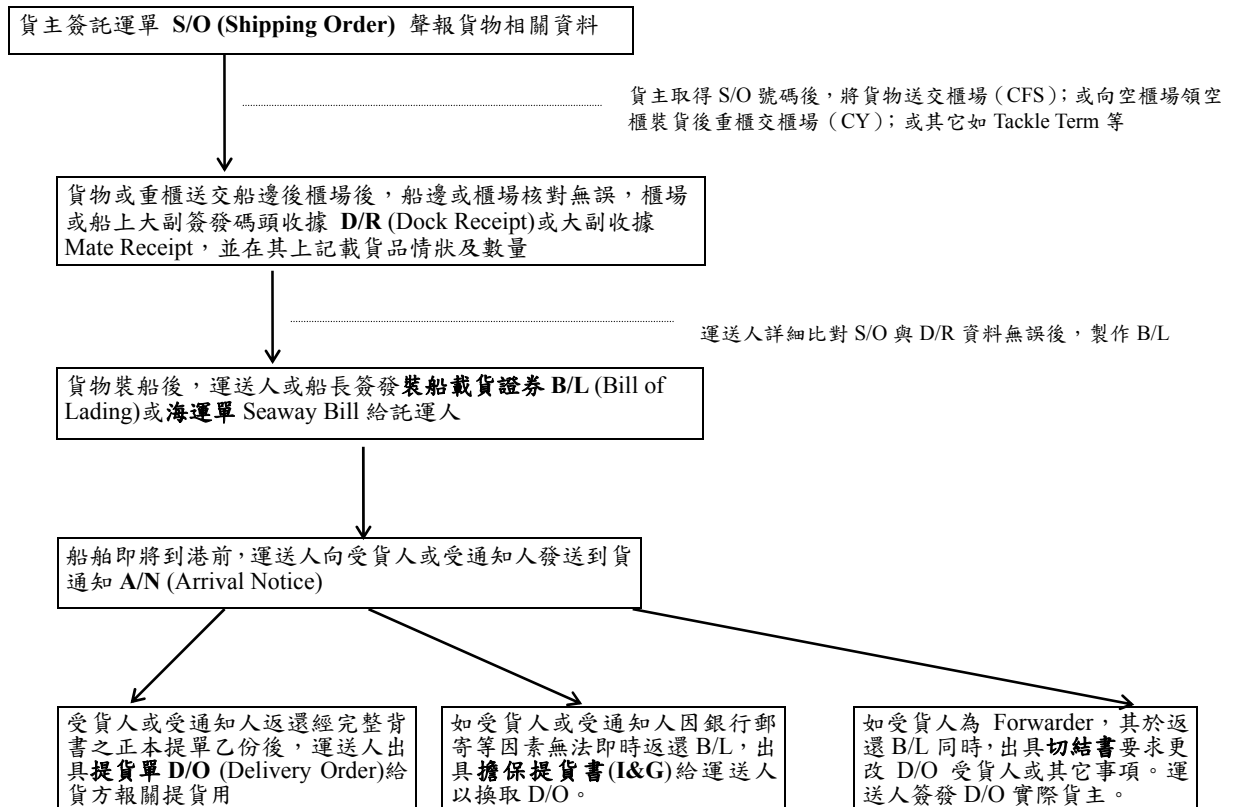 貨主簽託運單 S/O (Shipping Order) 聲報貨物相關資料
貨主取得 S/O 號碼後，將貨物送交櫃場（CFS）；或向空櫃場領空
櫃裝貨後重櫃交櫃場（CY）；或其它如 Tackle Term 等
貨物或重櫃送交船邊後櫃場後，船邊或櫃場核對無誤，櫃場
或船上大副簽發碼頭收據 D/R (Dock Receipt)或大副收據
Mate Receipt，並在其上記載貨品情狀及數量
運送人詳細比對 S/O 與 D/R 資料無誤後，製作 B/L
貨物裝船後，運送人或船長簽發裝船載貨證券 B/L (Bill of
Lading)或海運單 Seaway Bill 給託運人
船舶即將到港前，運送人向受貨人或受通知人發送到貨
通知 A/N (Arrival Notice)
受貨人或受通知人返還經完整背
書之正本提單乙份後，運送人出
具提貨單 D/O (Delivery Order)給
貨方報關提貨用
如受貨人或受通知人因銀行郵
寄等因素無法即時返還 B/L，出
具擔保提貨書(I&G)給運送人
以換取 D/O。
如受貨人為 Forwarder，其於返
還 B/L 同時，出具切結書要求更
改 D/O 受貨人或其它事項。運
送人簽發 D/O 實際貨主。